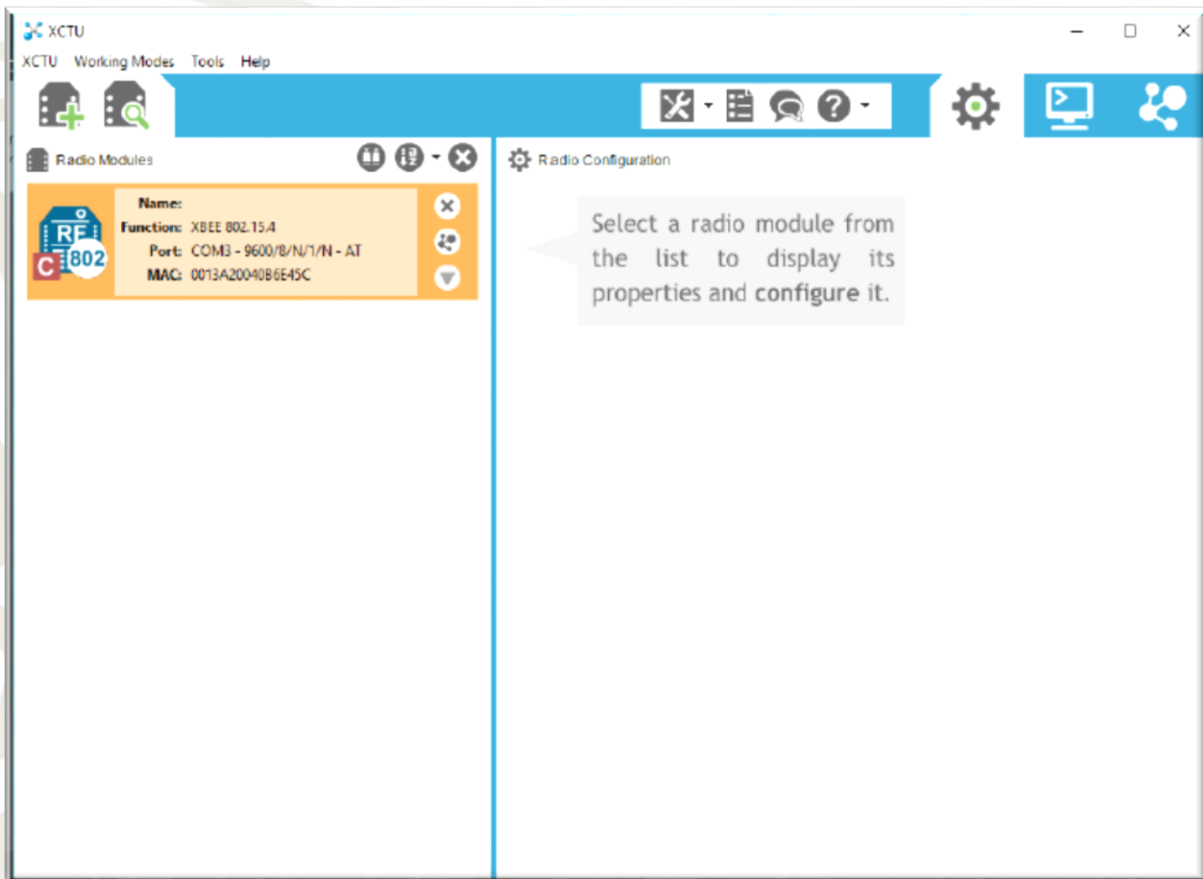 XCTU
XCTU Working Modes Tools Help
Radio Modules
Radio Configuration
Name:
Function: XBEE 802.15.4
Port: COM3 - 9600/8/N/1/N - AT
MAC: 0013A20040B6E45C
RF
C 802
Select a radio module from
the list to display its
properties and configure it.